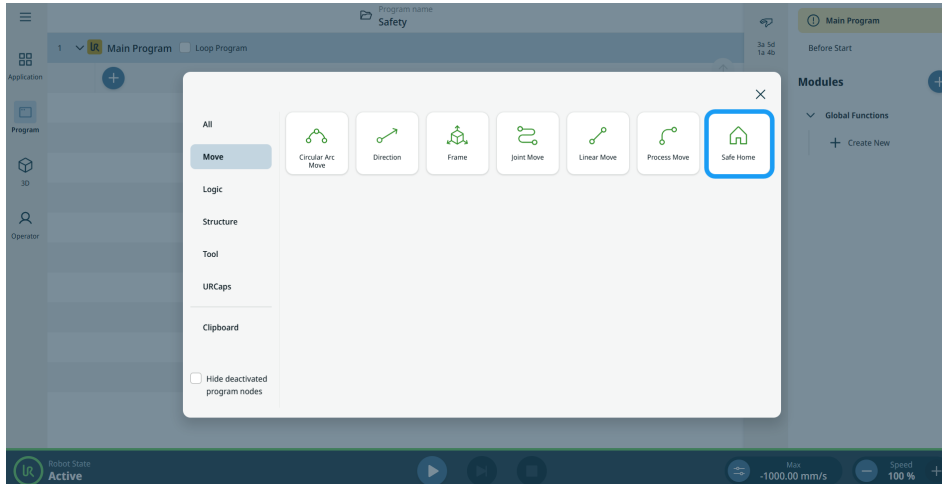 Program name
Safety
Application
Program
3D
Operator
1 UR Main Program Loop Program
3a 5d
1a 4b
All
Move
Logic
Structure
Tool
URCaps
Clipboard
Hide deactivated
program nodes
Circular Arc
Move
Direction
Frame
Joint Move
Linear Move
Process Move
Safe Home
Main Program
Before Start
Modules
Global Functions
Create New
UR
Robot State
Active
Max
-1000.00 mm/s
Speed
100 %